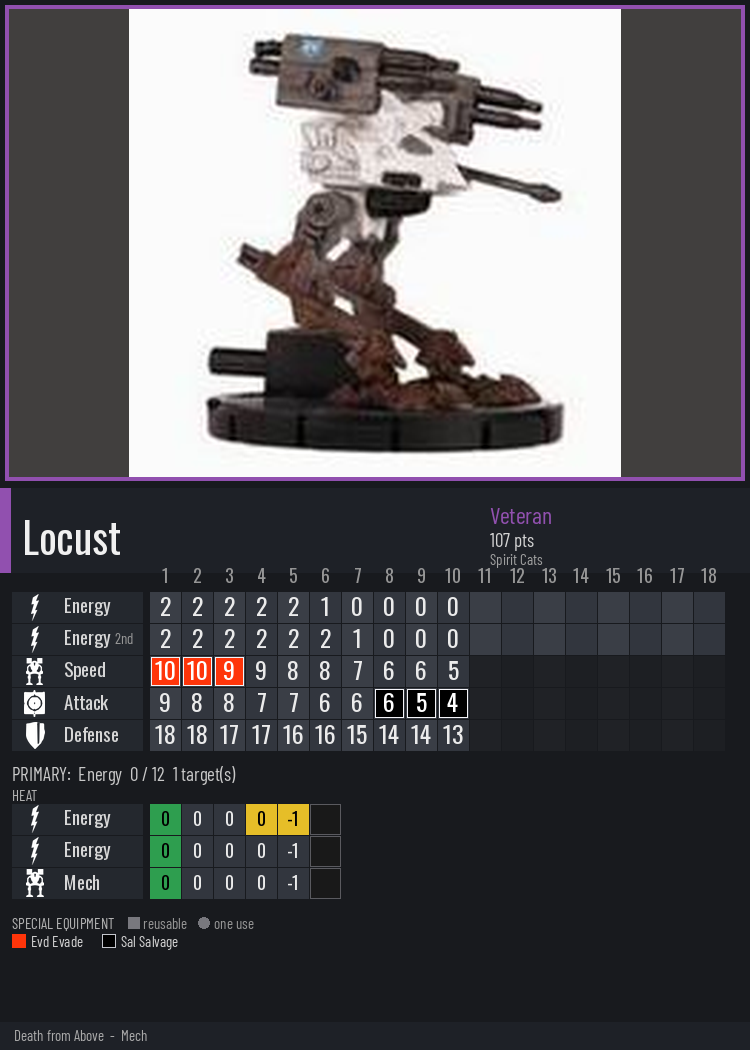 Locust
Veteran
107 pts
Spirit Cats
1 2 3 4 5 6 7 8 9 10 11 12 13 14 15 16 17 18
Energy 2 2 2 2 2 1 0 0 0 0
Energy 2nd 2 2 2 2 2 2 1 0 0 0
Speed 10 10 9 9 8 8 7 6 6 5
Attack 9 8 8 7 7 6 6 6 5 4
Defense 18 18 17 17 16 16 15 14 14 13
PRIMARY: Energy 0 / 12 1 target(s)
HEAT
Energy 0 0 0 0 -1
Energy 0 0 0 0 -1
Mech 0 0 0 0 -1
SPECIAL EQUIPMENT reusable one use
Evd Evade Sal Salvage
Death from Above - Mech